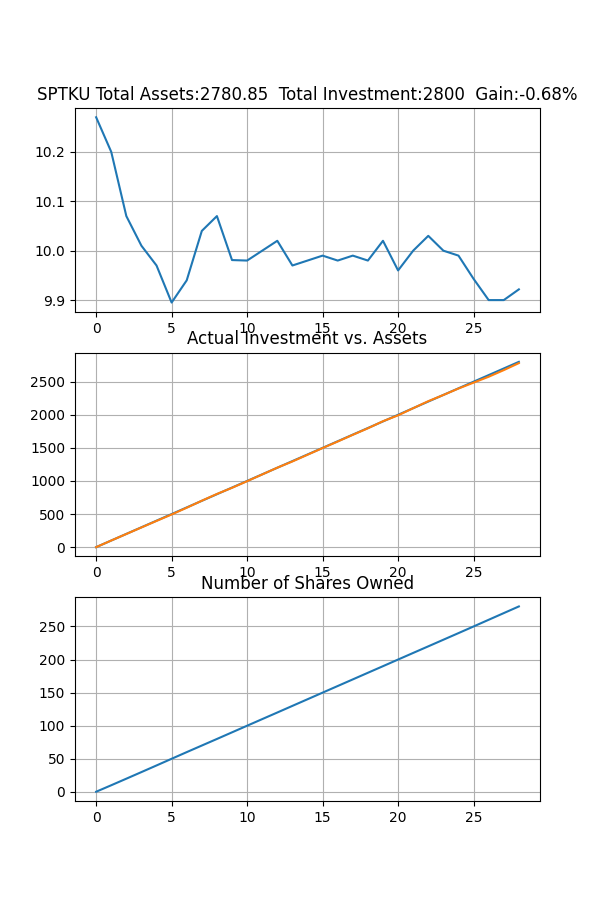 SPTKU Total Assets:2780.85 Total Investment:2800 Gain:-0.68%
10.2
10.1
10.0
9.9
0 5 10 15 20 25
Actual Investment vs. Assets
2500
2000
1500
1000
500
0
0 5 10 15 20 25
Number of Shares Owned
250
200
150
100
50
0
0 5 10 15 20 25